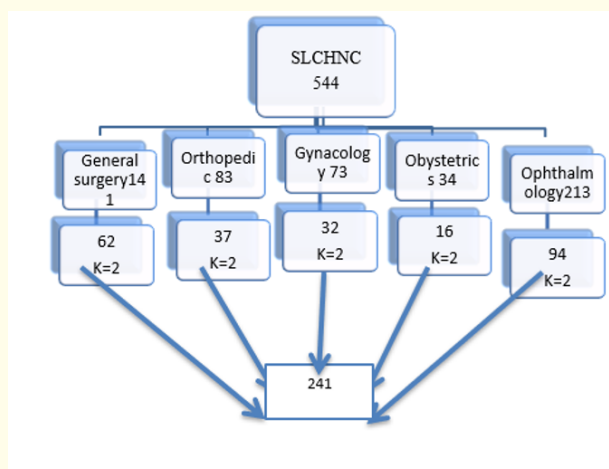 SLCHNC
544
General
surgery14
1
Orthopedi
c 83
Gynacolog
y 73
Obystetric
s 34
Ophthalm
ology213
62
K=2
37
K=2
32
K=2
16
K=2
94
K=2
241